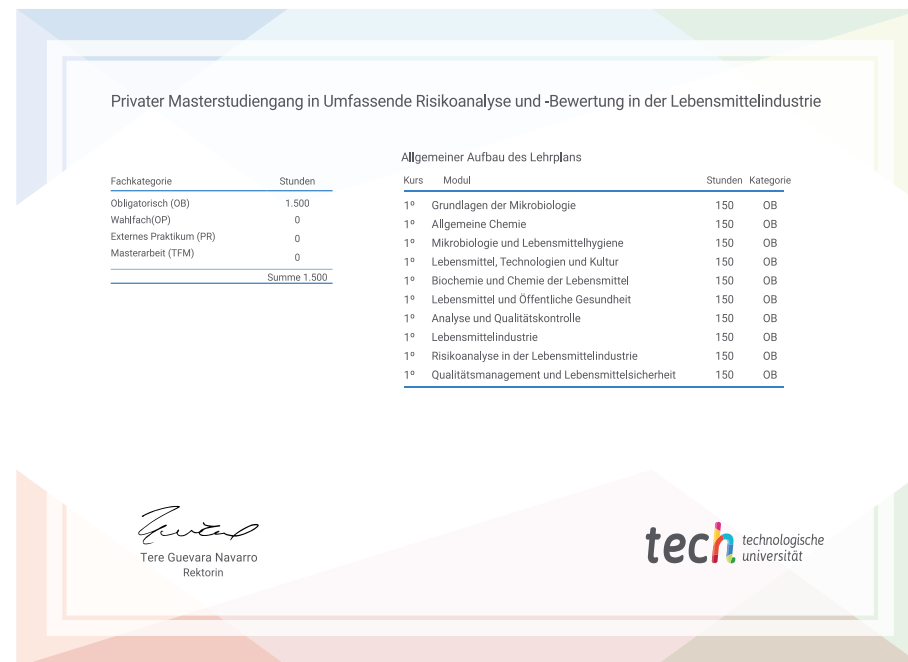 Privater Masterstudiengang in Umfassende Risikoanalyse und -Bewertung in der Lebensmittelindustrie
Fachkategorie Stunden
Obligatorisch (OB) 1.500
Wahlfach(OP) 0
Externes Praktikum (PR) 0
Masterarbeit (TFM) 0
Summe 1.500
Allgemeiner Aufbau des Lehrplans
Kurs Modul Stunden Kategorie
1º Grundlagen der Mikrobiologie 150 OB
1º Allgemeine Chemie 150 OB
1º Mikrobiologie und Lebensmittelhygiene 150 OB
1º Lebensmittel, Technologien und Kultur 150 OB
1º Biochemie und Chemie der Lebensmittel 150 OB
1º Lebensmittel und Öffentliche Gesundheit 150 OB
1º Analyse und Qualitätskontrolle 150 OB
1º Lebensmittelindustrie 150 OB
1º Risikoanalyse in der Lebensmittelindustrie 150 OB
1º Qualitätsmanagement und Lebensmittelsicherheit 150 OB
Tere Guevara Navarro
Rektorin
tech technologische
universität